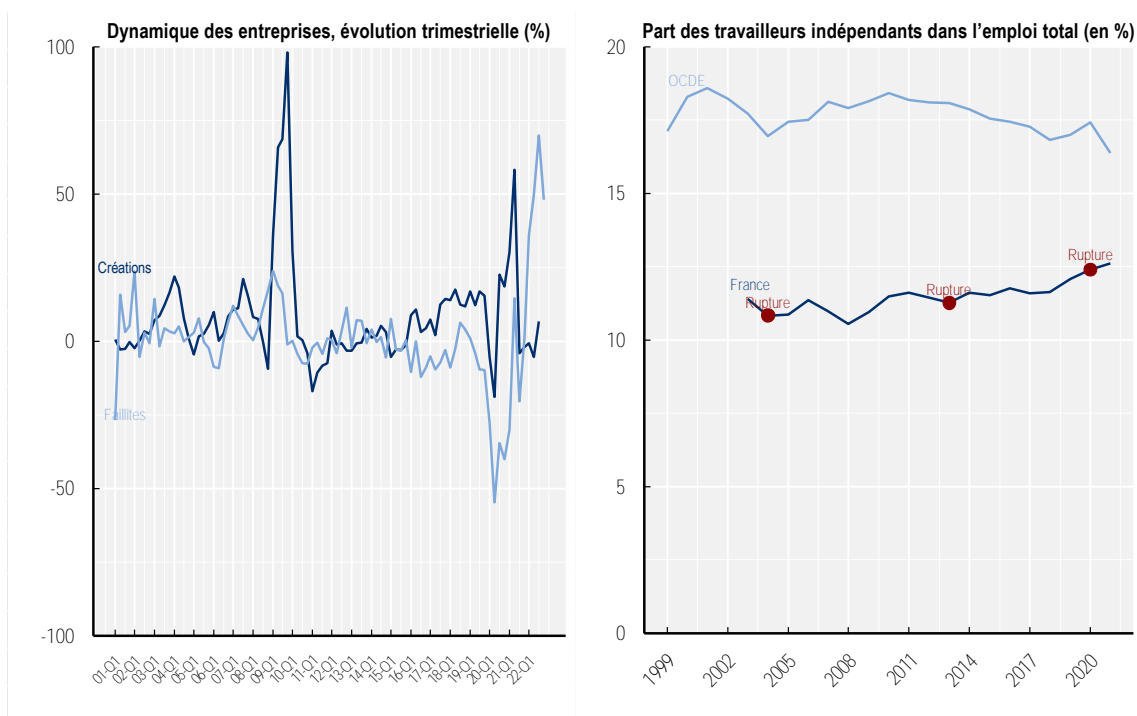 Dynamique des entreprises, évolution trimestrielle (%)
100
50
0
-50
-100
Créations
Faillites
01-Q1
02-Q1
03-Q1
04-Q1
05-Q1
06-Q1
07-Q1
08-Q1
09-Q1
10-Q1
11-Q1
12-Q1
13-Q1
14-Q1
15-Q1
16-Q1
17-Q1
18-Q1
19-Q1
20-Q1
21-Q1
22-Q1
Part des travailleurs indépendants dans l’emploi total (en %)
20
15
10
5
0
OCDE
France
Rupture
Rupture
Rupture
1999
2002
2005
2008
2011
2014
2017
2020